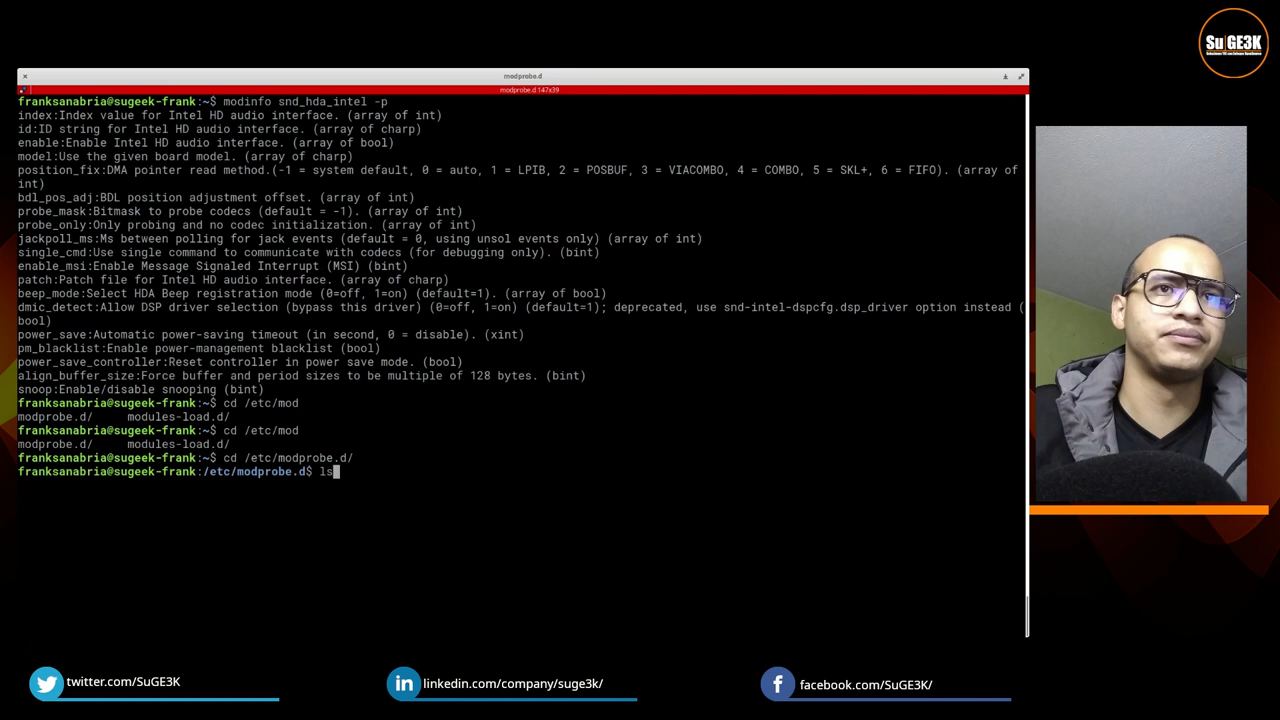 SuGE3K
modprobe.d
modprobe.d 147x39
franksanabria@sugeek-frank:~$ modinfo snd_hda_intel -p
index:Index value for Intel HD audio interface. (array of int)
id:ID string for Intel HD audio interface. (array of charp)
enable:Enable Intel HD audio interface. (array of bool)
model:Use the given board model. (array of charp)
position_fix:DMA pointer read method.(-1 = system default, 0 = auto, 1 = LPIB, 2 = POSBUF, 3 = VIACOMBO, 4 = COMBO, 5 = SKL+, 6 = FIFO). (array of
int)
bdl_pos_adj:BDL position adjustment offset. (array of int)
probe_mask:Bitmask to probe codecs (default = -1). (array of int)
probe_only:Only probing and no codec initialization. (array of int)
jackpoll_ms:Ms between polling for jack events (default = 0, using unsol events only) (array of int)
single_cmd:Use single command to communicate with codecs (for debugging only). (bint)
enable_msi:Enable Message Signaled Interrupt (MSI) (bint)
patch:Patch file for Intel HD audio interface. (array of charp)
beep_mode:Select HDA Beep registration mode (0=off, 1=on) (default=1). (array of bool)
dmic_detect:Allow DSP driver selection (bypass this driver) (0=off, 1=on) (default=1); deprecated, use snd-intel-dspcfg.dsp_driver option instead (
bool)
power_save:Automatic power-saving timeout (in second, 0 = disable). (xint)
pm_blacklist:Enable power-management blacklist (bool)
power_save_controller:Reset controller in power save mode. (bool)
align_buffer_size:Force buffer and period sizes to be multiple of 128 bytes. (bint)
snoop:Enable/disable snooping (bint)
franksanabria@sugeek-frank:~$ cd /etc/mod
modprobe.d/     modules-load.d/
franksanabria@sugeek-frank:~$ cd /etc/mod
modprobe.d/     modules-load.d/
franksanabria@sugeek-frank:~$ cd /etc/modprobe.d/
franksanabria@sugeek-frank:/etc/modprobe.d$ ls
twitter.com/SuGE3K
linkedin.com/company/suge3k/
facebook.com/SuGE3K/